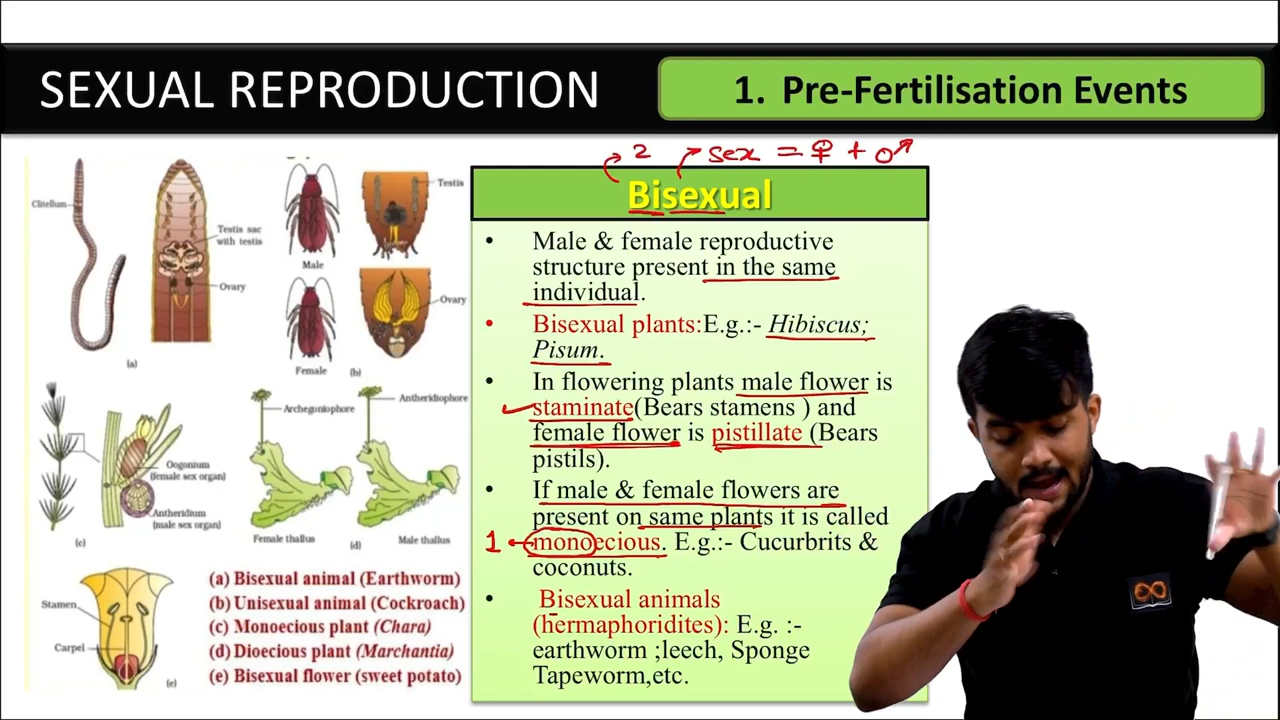 SEXUAL REPRODUCTION
1. Pre-Fertilisation Events
2 sex = ♀ + ♂
Bisexual
• Male & female reproductive
structure present in the same
individual.
• Bisexual plants:E.g.:- Hibiscus;
Pisum.
• In flowering plants male flower is
staminate(Bears stamens ) and
female flower is pistillate (Bears
pistils).
• If male & female flowers are
present on same plants it is called
1 monoecious. E.g.:- Cucurbrits &
coconuts.
• Bisexual animals
(hermaphoridites): E.g. :-
earthworm ;leech, Sponge
Tapeworm,etc.
Clitellum
Testis sac
with testis
Ovary
(a)
Male
Female
Testis
Ovary
(b)
Oogonium
(female sex organ)
Antheridium
(male sex organ)
(c)
Archegoniophore
Antheridiophore
Female thallus
(d)
Male thallus
Stamen
Carpel
(e)
(a) Bisexual animal (Earthworm)
(b) Unisexual animal (Cockroach)
(c) Monoecious plant (Chara)
(d) Dioecious plant (Marchantia)
(e) Bisexual flower (sweet potato)